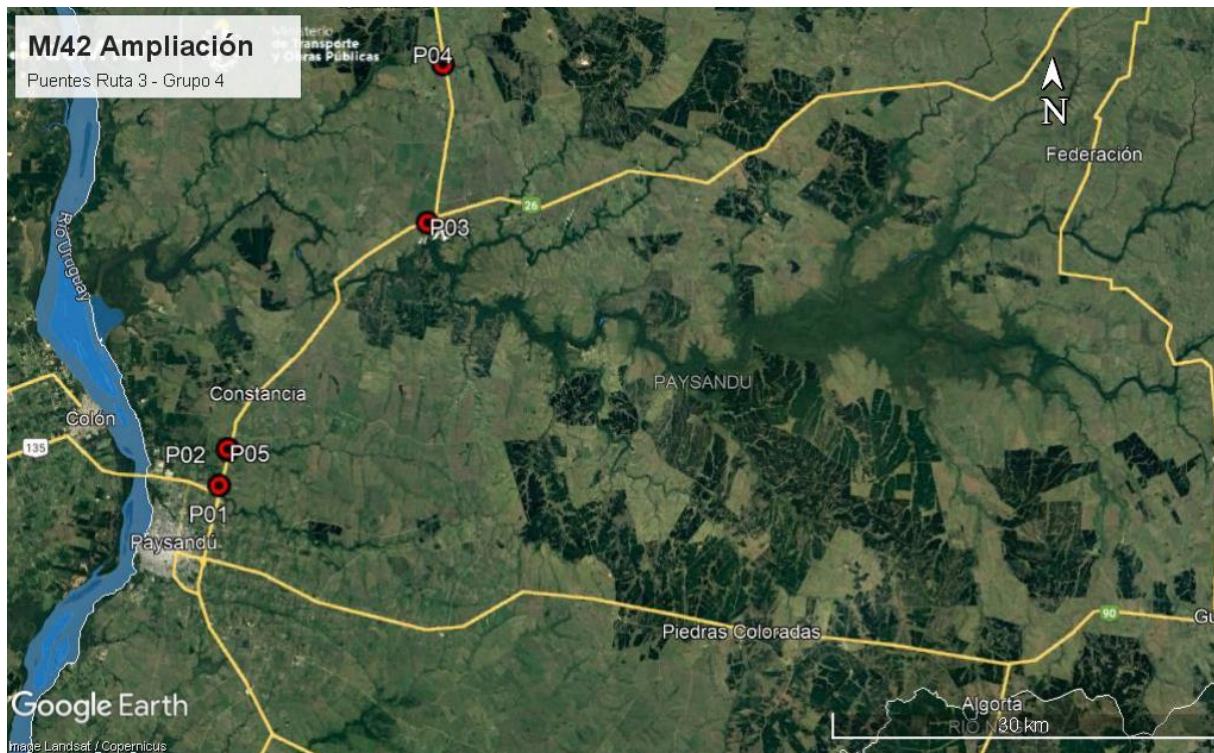 M/42 Ampliación
Puentes Ruta 3 - Grupo 4
Ministerio
de Transporte
y Obras Públicas
P04
N
Federación
26
P03
Río Uruguay
Constancia
PAYSANDU
Colón
135
P02
P05
P01
Paysandú
90
Piedras Coloradas
Gu
Algorta
30 km
Google Earth
Image Landsat / Copernicus